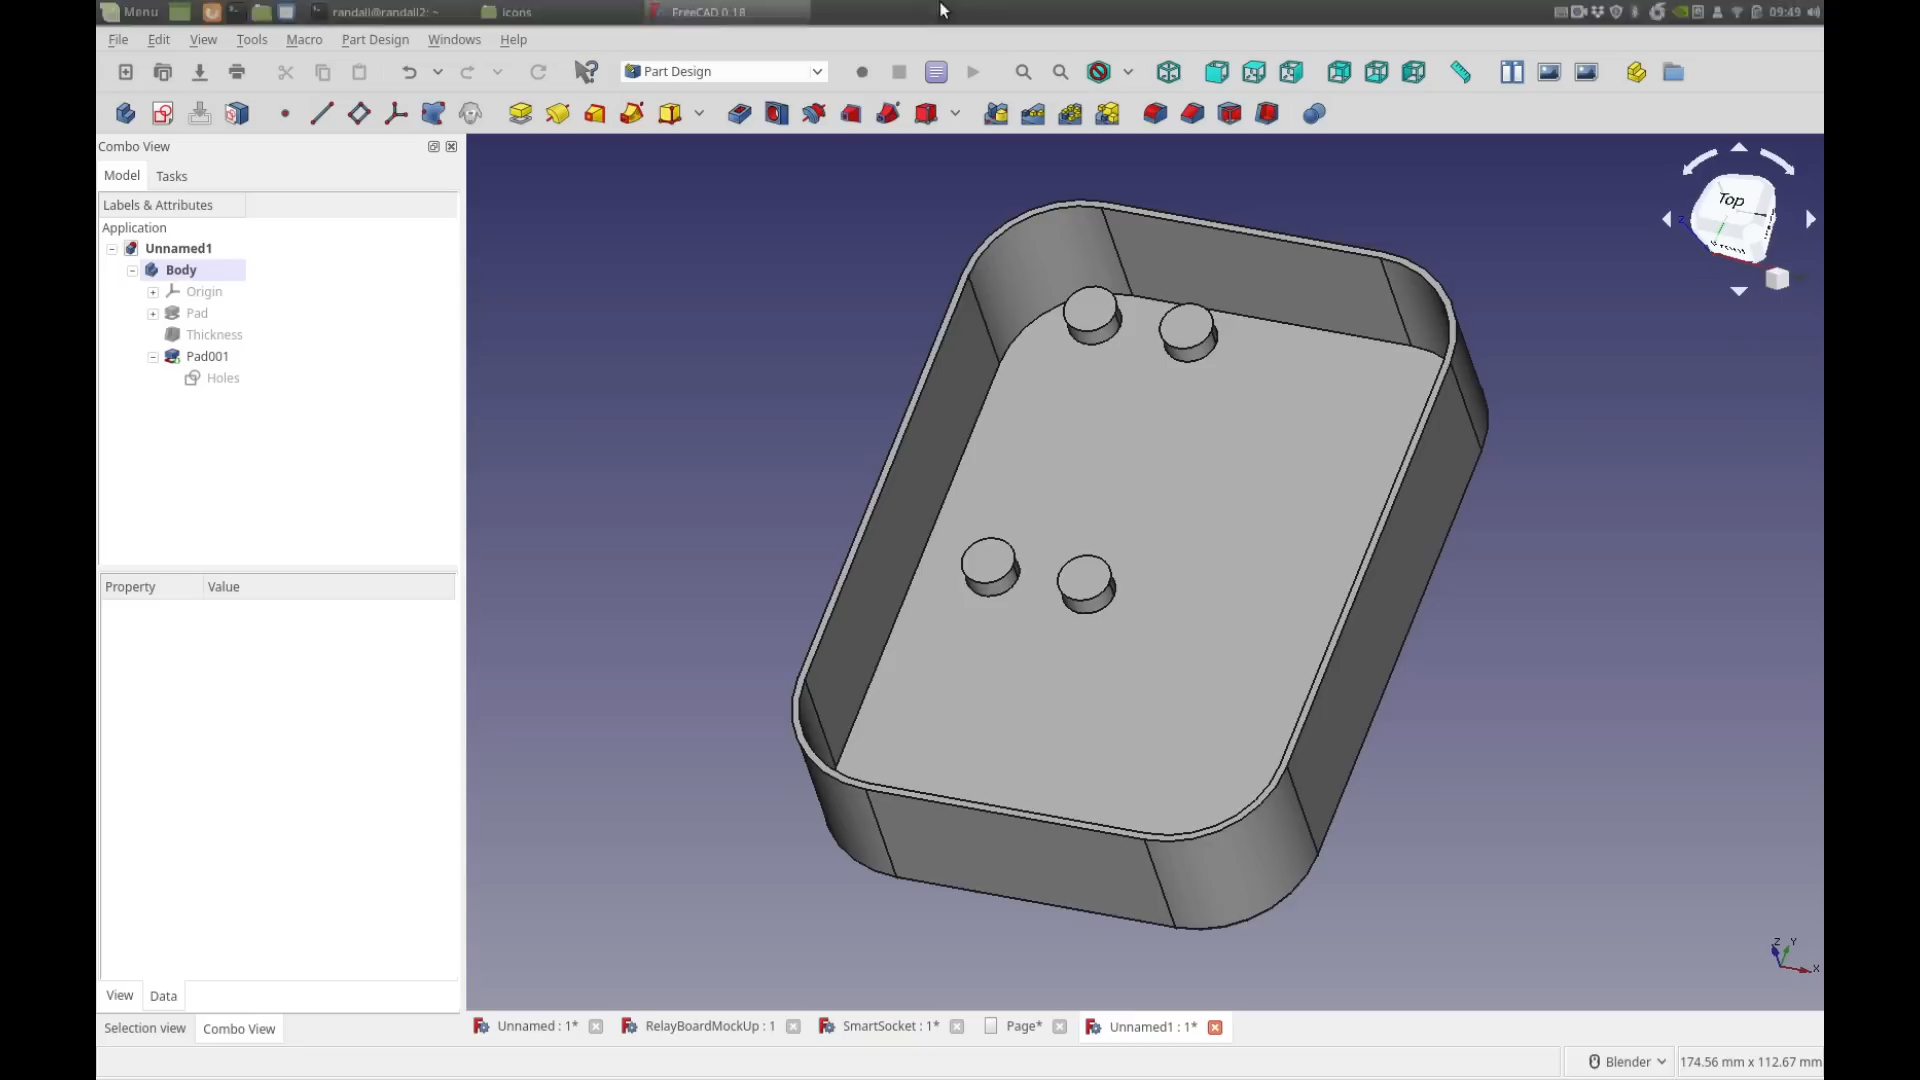 Menu
randall@randall2: ~
icons
FreeCAD 0.18
09:49
File Edit View Tools Macro Part Design Windows Help
Part Design
Combo View
Model Tasks
Labels & Attributes
Application
Unnamed1
Body
Origin
Pad
Thickness
Pad001
Holes
Property Value
View Data
Selection view Combo View
Top
Z Y
X
Unnamed : 1*
RelayBoardMockUp : 1
SmartSocket : 1*
Page*
Unnamed1 : 1*
Blender
174.56 mm x 112.67 mm